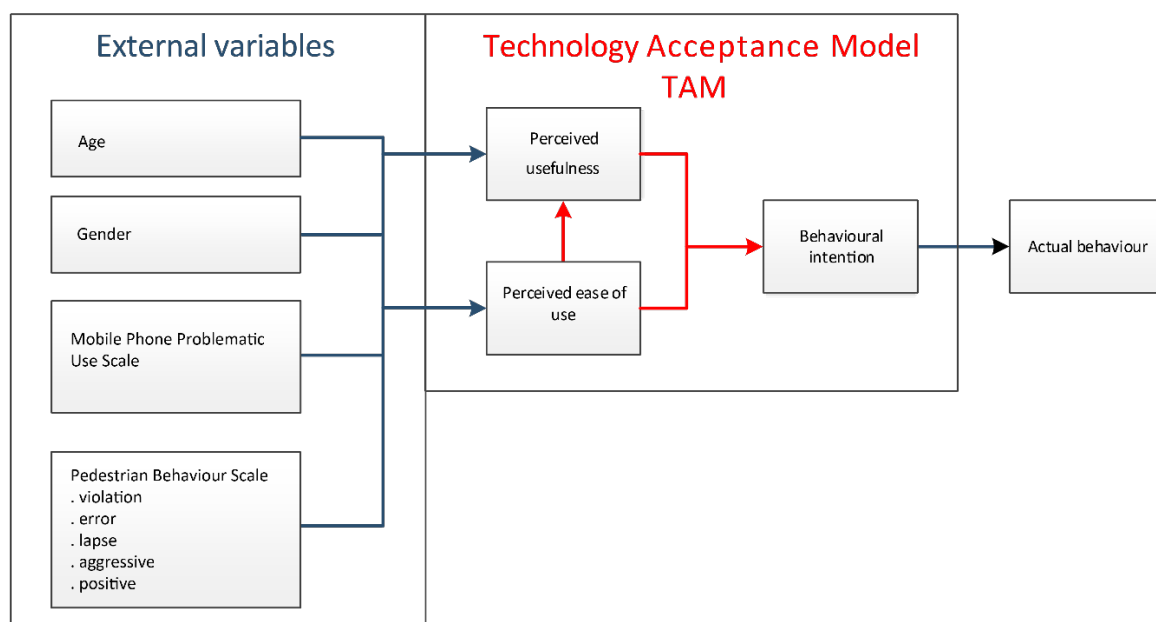 External variables
Technology Acceptance Model
TAM
Age
Gender
Mobile Phone Problematic
Use Scale
Pedestrian Behaviour Scale
. violation
. error
. lapse
. aggressive
. positive
Perceived
usefulness
Perceived ease of
use
Behavioural
intention
Actual behaviour